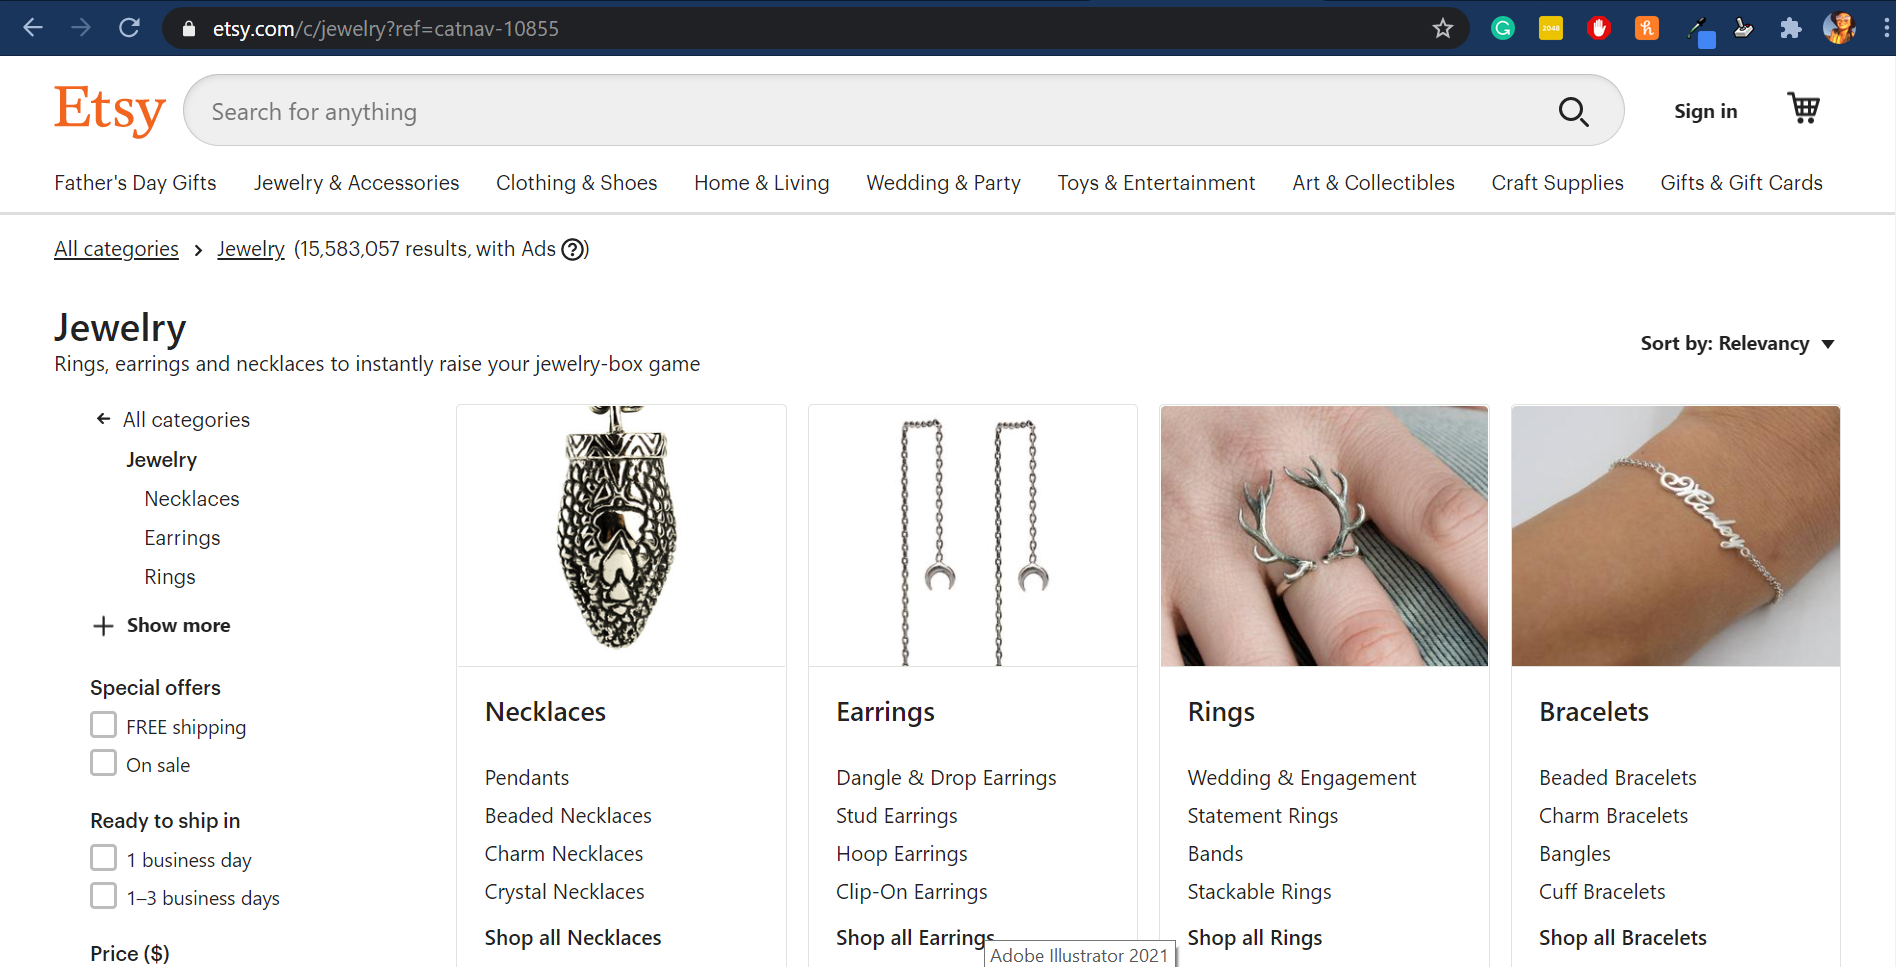 etsy.com/c/jewelry?ref=catnav-10855
Etsy
Search for anything
Sign in
Father's Day Gifts
Jewelry & Accessories
Clothing & Shoes
Home & Living
Wedding & Party
Toys & Entertainment
Art & Collectibles
Craft Supplies
Gifts & Gift Cards
All categories > Jewelry (15,583,057 results, with Ads ?)
Jewelry
Rings, earrings and necklaces to instantly raise your jewelry-box game
Sort by: Relevancy
All categories
Jewelry
Necklaces
Earrings
Rings
Show more
Special offers
FREE shipping
On sale
Ready to ship in
1 business day
1–3 business days
Price ($)
Necklaces
Pendants
Beaded Necklaces
Charm Necklaces
Crystal Necklaces
Shop all Necklaces
Earrings
Dangle & Drop Earrings
Stud Earrings
Hoop Earrings
Clip-On Earrings
Shop all Earrings
Adobe Illustrator 2021
Rings
Wedding & Engagement
Statement Rings
Bands
Stackable Rings
Shop all Rings
Marley
Bracelets
Beaded Bracelets
Charm Bracelets
Bangles
Cuff Bracelets
Shop all Bracelets